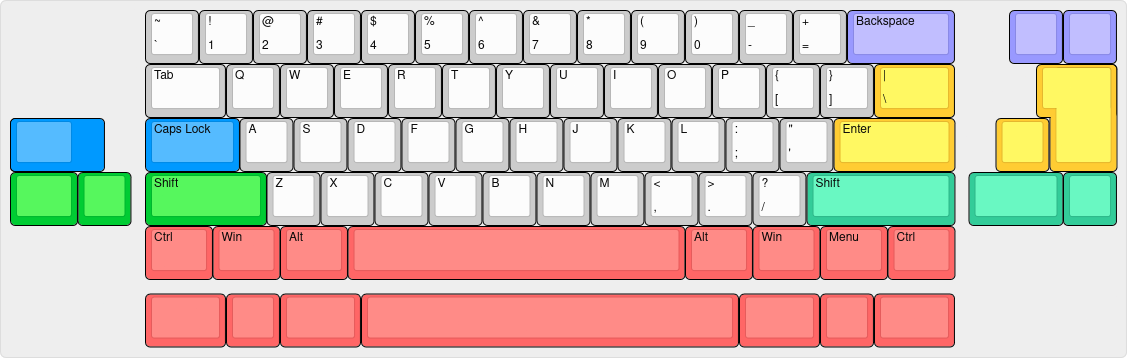 ~ ! @ # $ % ^ & * ( ) _ + Backspace
` 1 2 3 4 5 6 7 8 9 0 - =
Tab Q W E R T Y U I O P { } |
[ ] \
Caps Lock A S D F G H J K L : " Enter
; '
Shift Z X C V B N M < > ? Shift
, . /
Ctrl Win Alt Alt Win Menu Ctrl